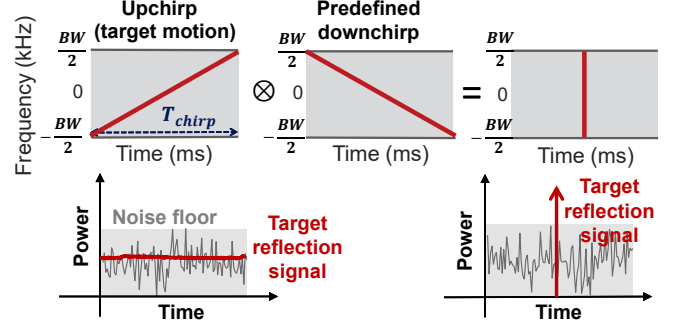 Upchirp
(target motion)
Predefined
downchirp
Frequency (kHz)
BW
2
0
-BW
2
T_chirp
Time (ms)
⊗
BW
2
0
-BW
2
Time (ms)
=
BW
2
0
-BW
2
Time (ms)
Power
Noise floor
Target
reflection
signal
Time
Power
Target
reflection
signal
Time